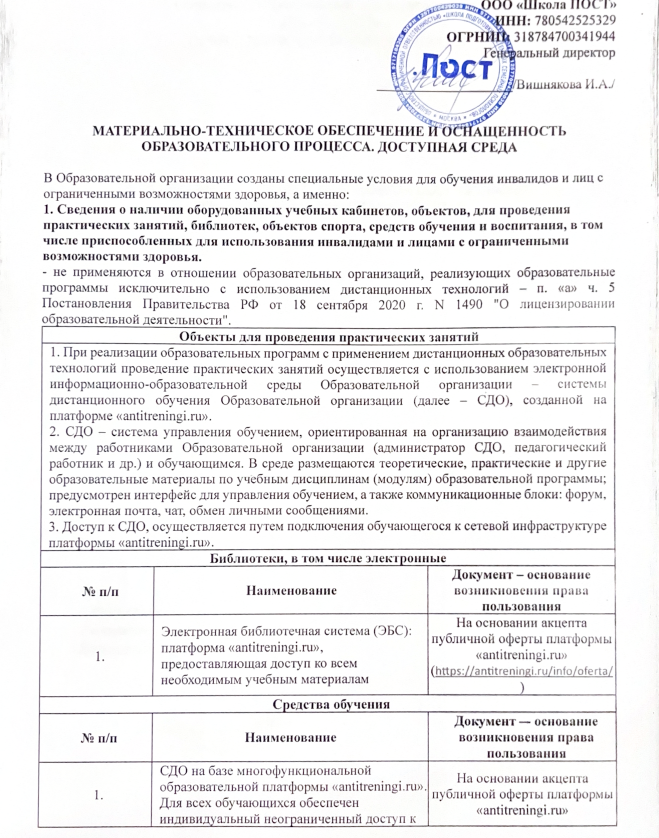 ООО «Школа ПОСТ»
ИНН: 780542525329
ОГРНИП: 318784700341944
Генеральный директор
.Пост
/Вишнякова И.А./
МОСКВА
МАТЕРИАЛЬНО-ТЕХНИЧЕСКОЕ ОБЕСПЕЧЕНИЕ И ОСНАЩЕННОСТЬ
ОБРАЗОВАТЕЛЬНОГО ПРОЦЕССА. ДОСТУПНАЯ СРЕДА
В Образовательной организации созданы специальные условия для обучения инвалидов и лиц с
ограниченными возможностями здоровья, а именно:
1. Сведения о наличии оборудованных учебных кабинетов, объектов, для проведения
практических занятий, библиотек, объектов спорта, средств обучения и воспитания, в том
числе приспособленных для использования инвалидами и лицами с ограниченными
возможностями здоровья.
- не применяются в отношении образовательных организаций, реализующих образовательные
программы исключительно с использованием дистанционных технологий – п. «а» ч. 5
Постановления Правительства РФ от 18 сентября 2020 г. N 1490 "О лицензировании
образовательной деятельности".
Объекты для проведения практических занятий
1. При реализации образовательных программ с применением дистанционных образовательных
технологий проведение практических занятий осуществляется с использованием электронной
информационно-образовательной среды Образовательной организации – системы
дистанционного обучения Образовательной организации (далее – СДО), созданной на
платформе «antitreningi.ru».
2. СДО – система управления обучением, ориентированная на организацию взаимодействия
между работниками Образовательной организации (администратор СДО, педагогический
работник и др.) и обучающимся. В среде размещаются теоретические, практические и другие
образовательные материалы по учебным дисциплинам (модулям) образовательной программы;
предусмотрен интерфейс для управления обучением, а также коммуникационные блоки: форум,
электронная почта, чат, обмен личными сообщениями.
3. Доступ к СДО, осуществляется путем подключения обучающегося к сетевой инфраструктуре
платформы «antitreningi.ru».
Библиотеки, в том числе электронные
№ п/п
Наименование
Документ – основание
возникновения права
пользования
1.
Электронная библиотечная система (ЭБС):
платформа «antitreningi.ru»,
предоставляющая доступ ко всем
необходимым учебным материалам
На основании акцепта
публичной оферты платформы
«antitreningi.ru»
(https://antitreningi.ru/info/oferta/
)
Средства обучения
№ п/п
Наименование
Документ – основание
возникновения права
пользования
1.
СДО на базе многофункциональной
образовательной платформы «antitreningi.ru».
Для всех обучающихся обеспечен
индивидуальный неограниченный доступ к
На основании акцепта
публичной оферты платформы
«antitreningi.ru»